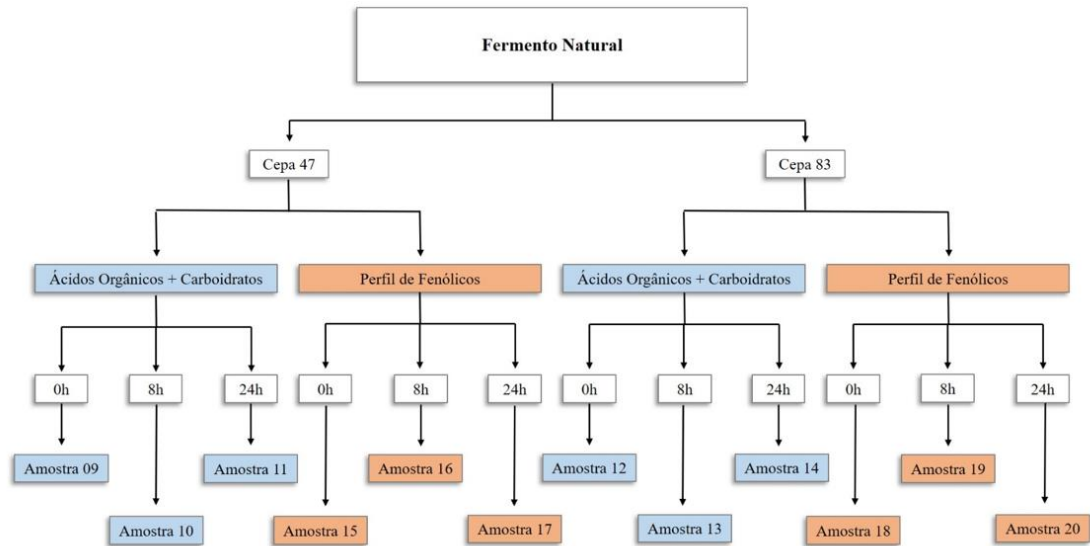 Fermento Natural
Cepa 47
Cepa 83
Ácidos Orgânicos + Carboidratos
Perfil de Fenólicos
Ácidos Orgânicos + Carboidratos
Perfil de Fenólicos
0h
8h
24h
0h
8h
24h
0h
8h
24h
0h
8h
24h
Amostra 09
Amostra 11
Amostra 16
Amostra 12
Amostra 14
Amostra 19
Amostra 10
Amostra 15
Amostra 17
Amostra 13
Amostra 18
Amostra 20